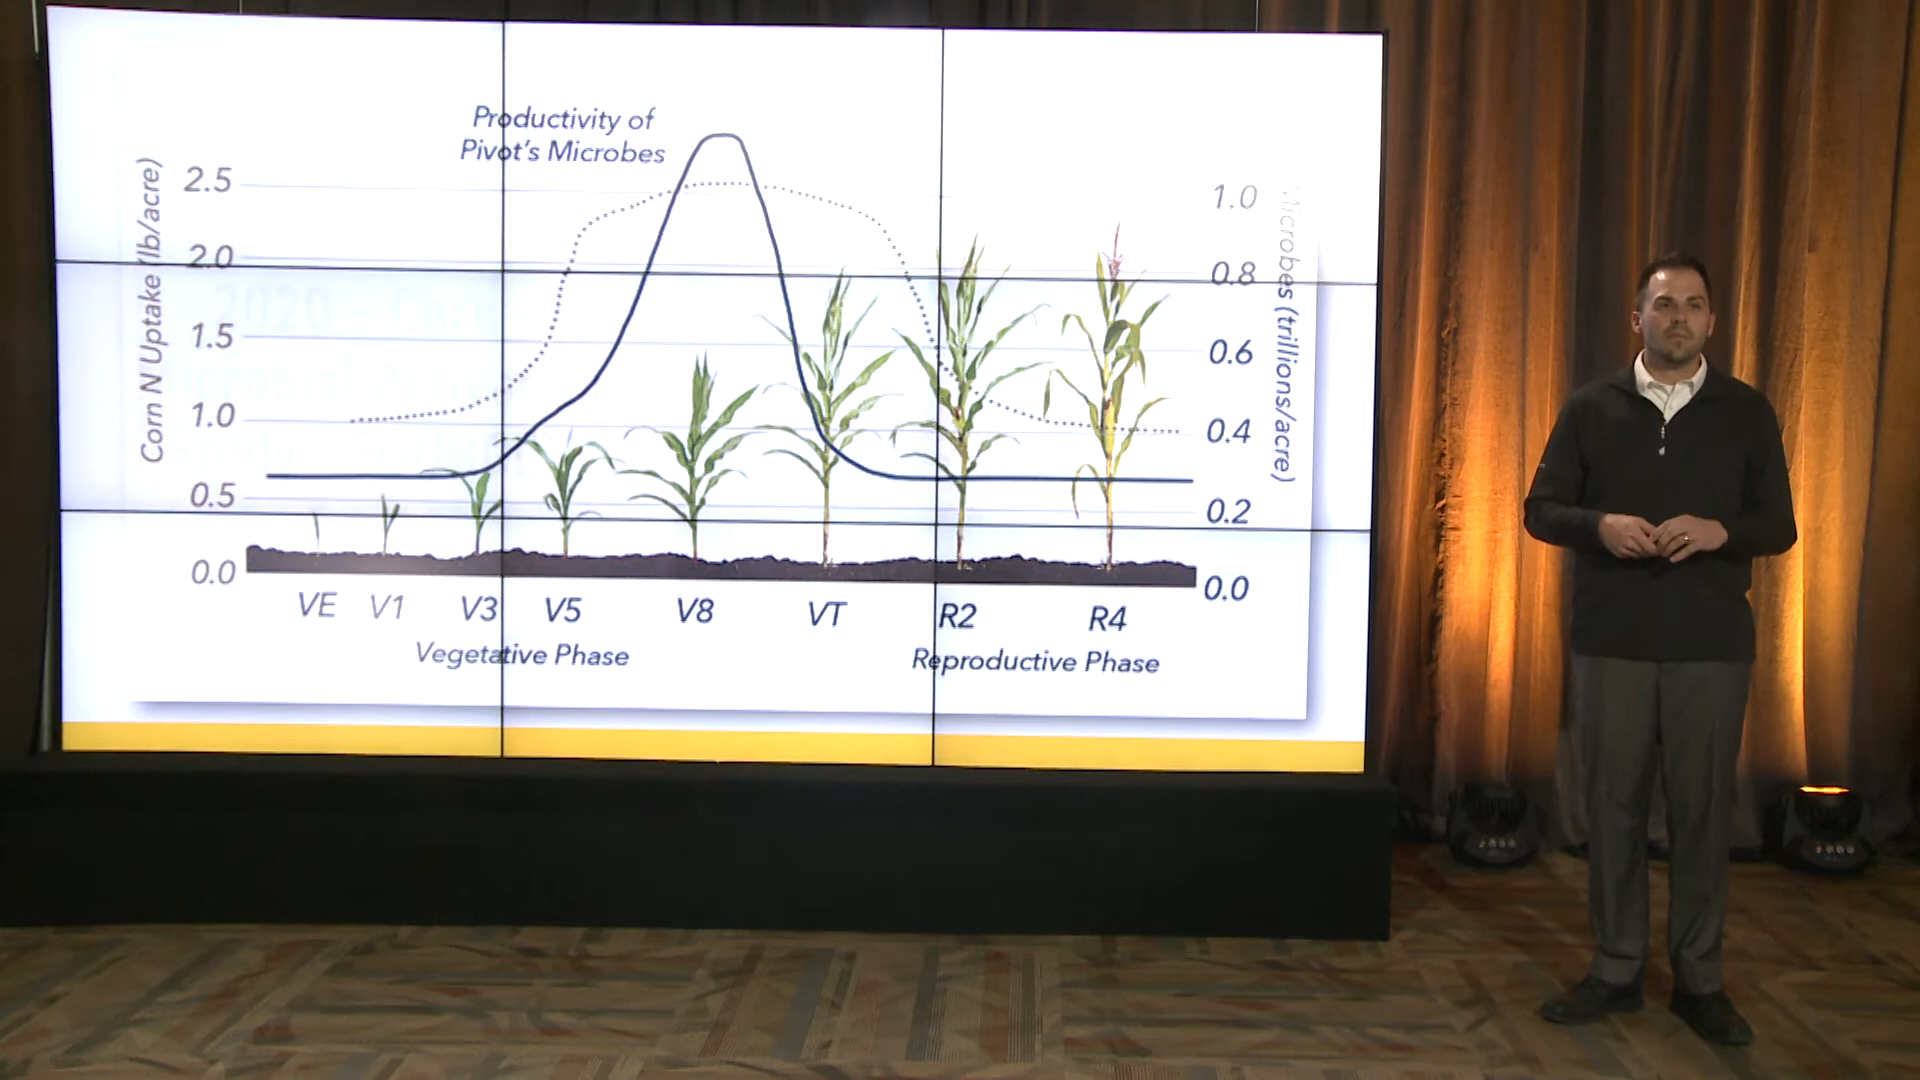 Productivity of
Pivot's Microbes
Corn N Uptake (lb/acre)
2.5
2.0
1.5
1.0
0.5
0.0
1.0
0.8
0.6
0.4
0.2
0.0
Microbes (trillions/acre)
VE V1 V3 V5 V8 VT R2 R4
Vegetative Phase Reproductive Phase
2020 - Corn